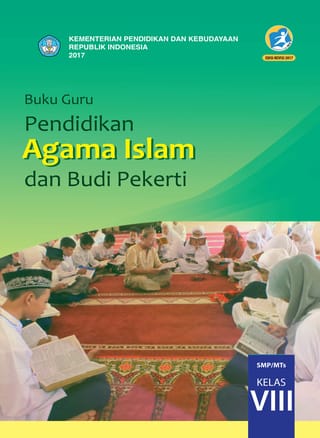 KEMENTERIAN PENDIDIKAN DAN KEBUDAYAAN
REPUBLIK INDONESIA
2017
EDISI REVISI 2017
Buku Guru
Pendidikan
Agama Islam
dan Budi Pekerti
SMP/MTs
KELAS
VIII